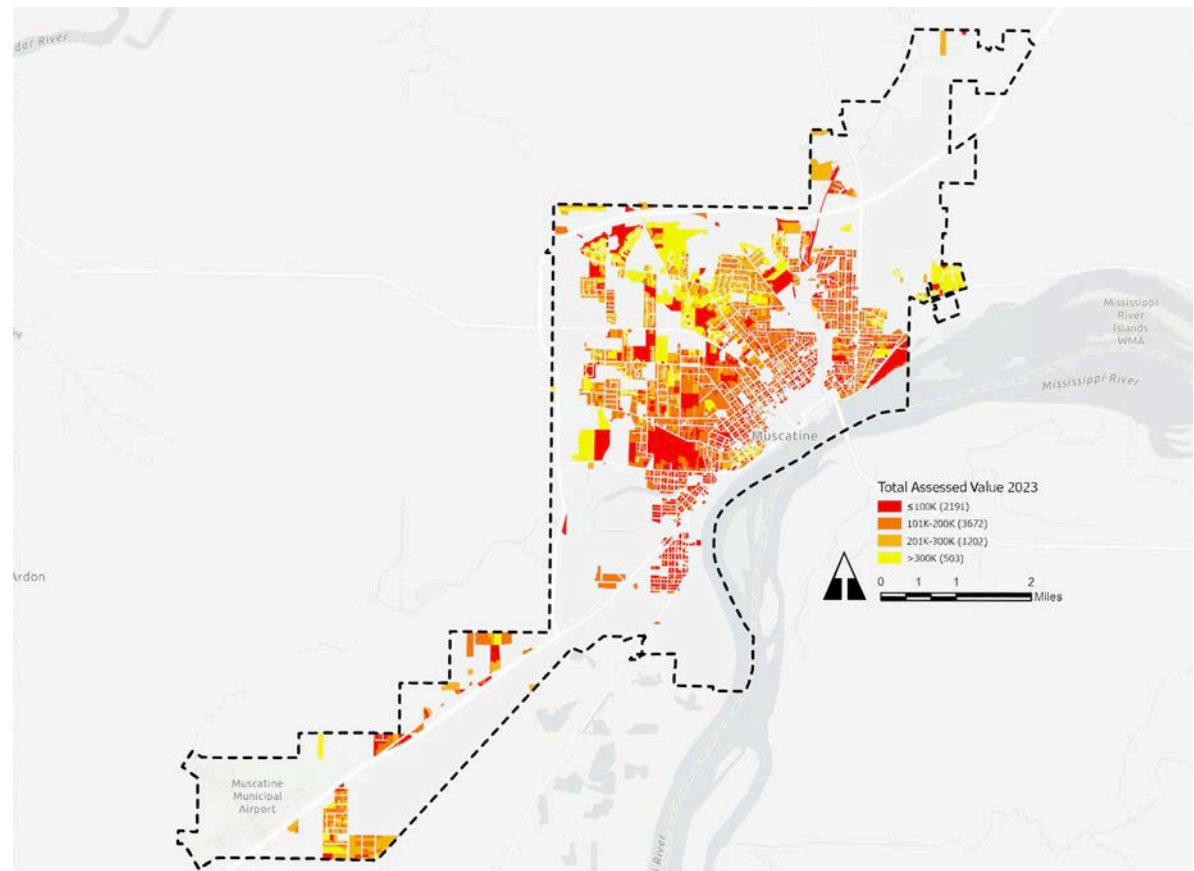 dar River
Mississippi
River
Islands
WMA
Mississippi River
Muscatine
Total Assessed Value 2023
≤100K (2191)
101K-200K (3672)
201K-300K (1202)
>300K (503)
0 1 1 2
Miles
Ardon
Muscatine
Municipal
Airport
River